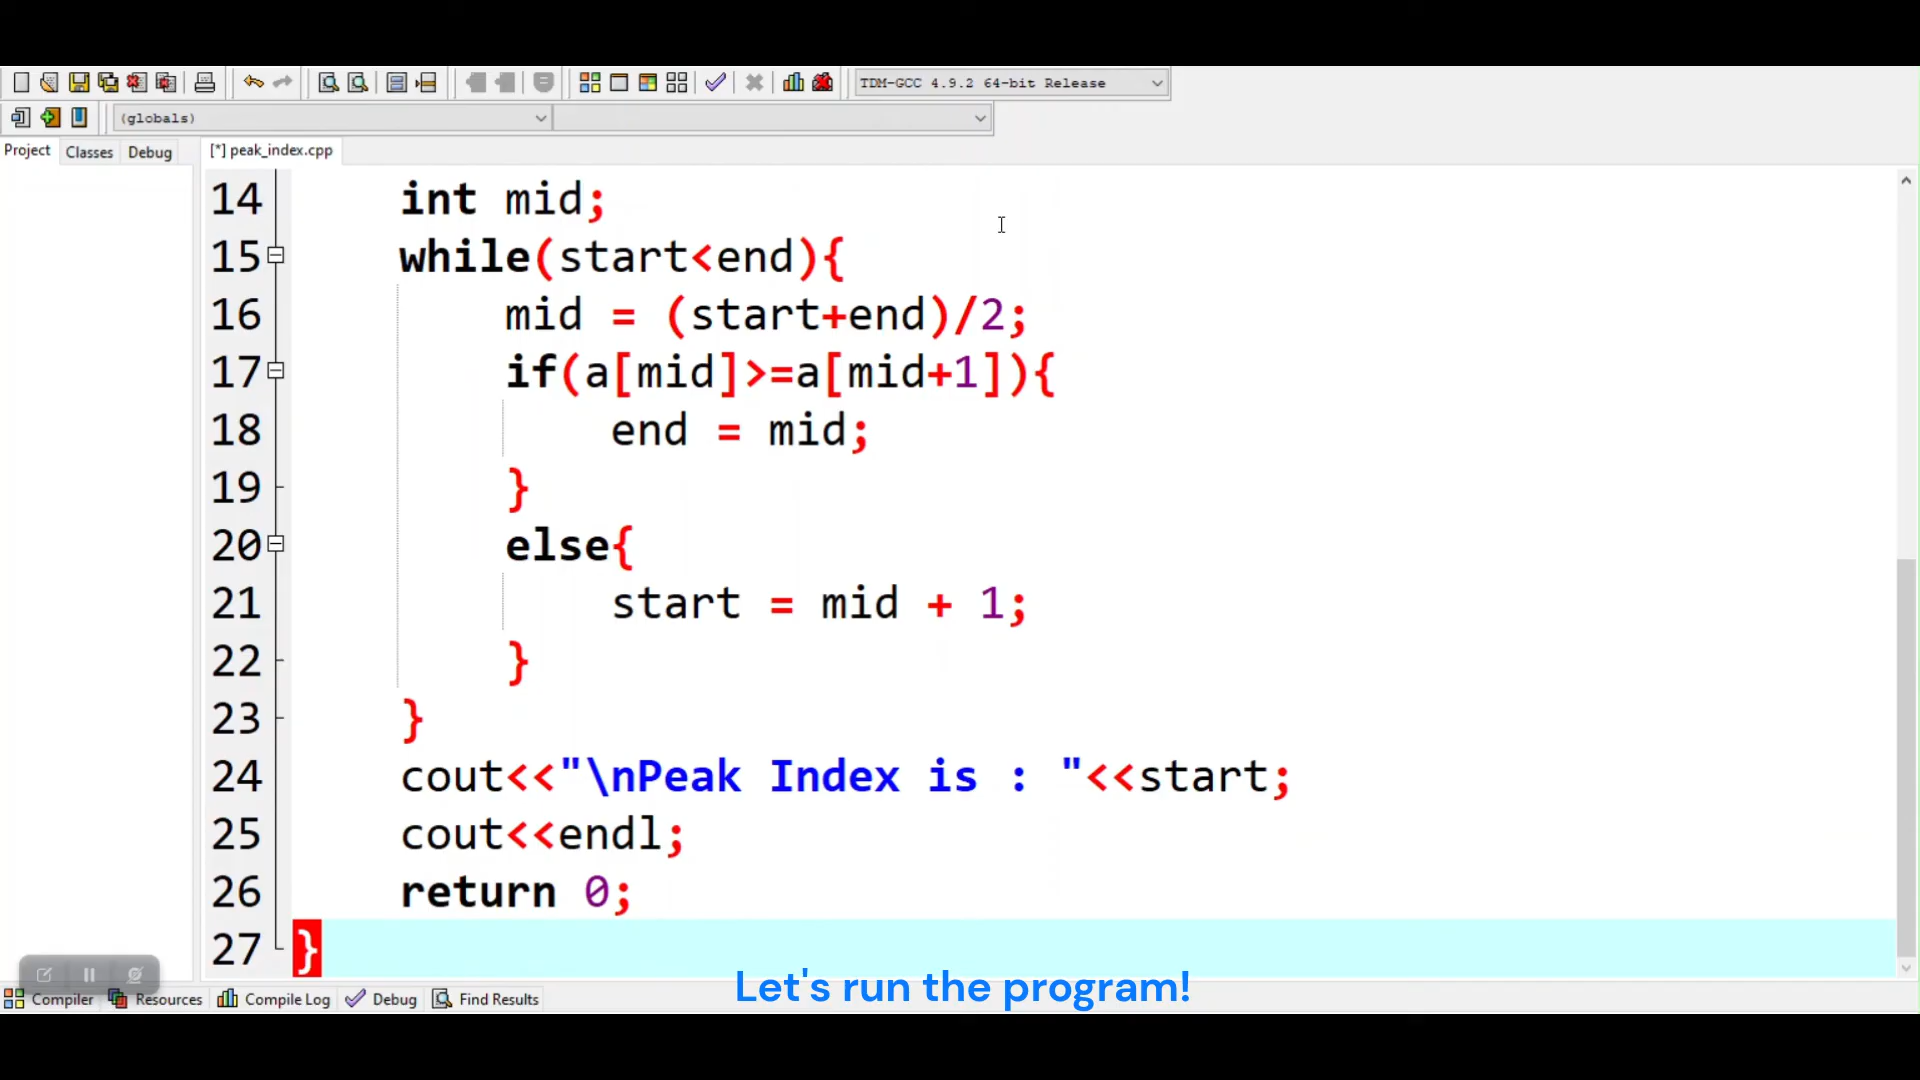 TDM-GCC 4.9.2 64-bit Release
(globals)
Project Classes Debug [*] peak_index.cpp
14 int mid;
15 while(start<end){
16 mid = (start+end)/2;
17 if(a[mid]>=a[mid+1]){
18 end = mid;
19 }
20 else{
21 start = mid + 1;
22 }
23 }
24 cout<<"\nPeak Index is : "<<start;
25 cout<<endl;
26 return 0;
27 }
Let's run the program!
Compiler Resources Compile Log Debug Find Results